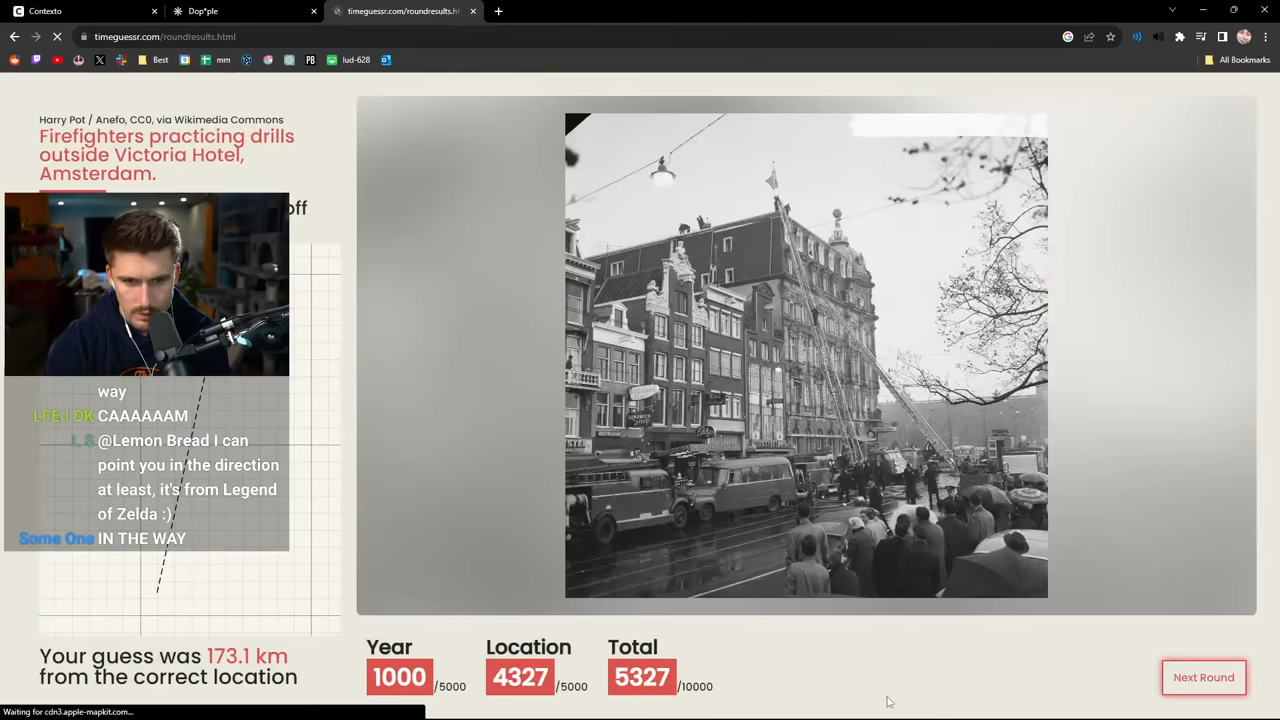 Contexto
Dop*ple
timeguessr.com/roundresults.ht
timeguessr.com/roundresults.html
Best
mm
lud-628
All Bookmarks
Harry Pot / Anefo, CC0, via Wikimedia Commons
Firefighters practicing drills
outside Victoria Hotel,
Amsterdam.
off
way
LFEJ DK CAAAAAAM
L S @Lemon Bread I can
point you in the direction
at least, it's from Legend
of Zelda :)
Some One IN THE WAY
Your guess was 173.1 km
from the correct location
Year
1000 /5000
Location
4327 /5000
Total
5327 /10000
Next Round
Waiting for cdn3.apple-mapkit.com...